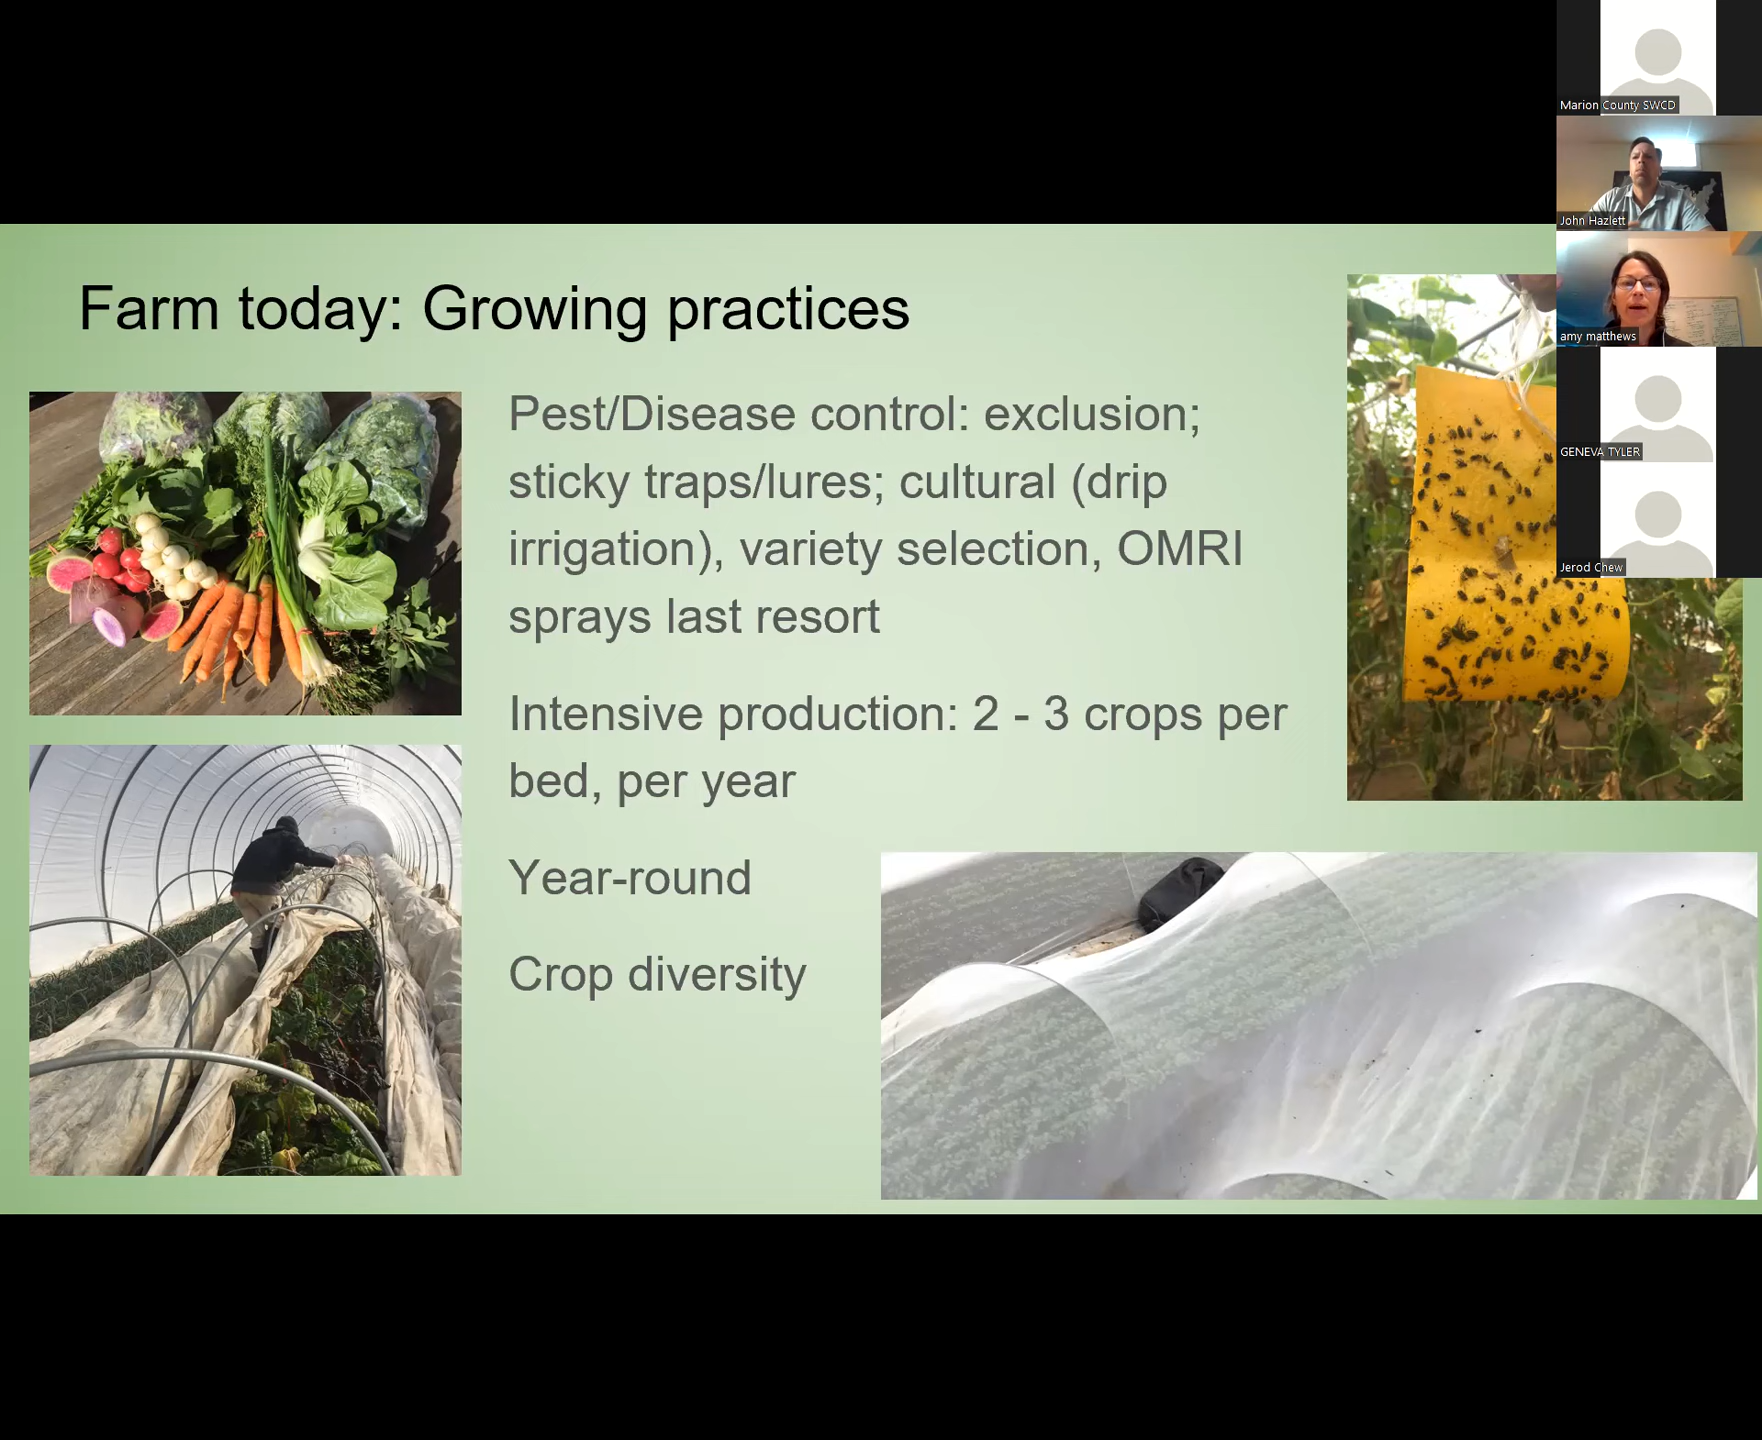 Marion County SWCD
John Hazlett
amy matthews
GENEVA TYLER
Jerod Chew
Farm today: Growing practices
Pest/Disease control: exclusion;
sticky traps/lures; cultural (drip
irrigation), variety selection, OMRI
sprays last resort
Intensive production: 2 - 3 crops per
bed, per year
Year-round
Crop diversity